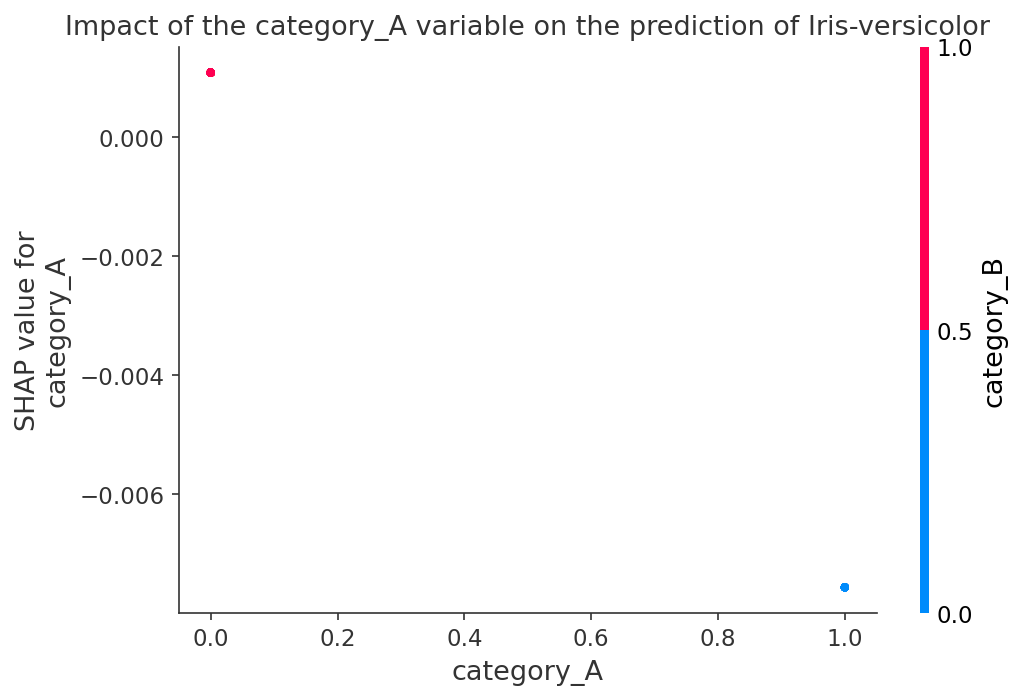 Impact of the category_A variable on the prediction of Iris-versicolor
0.000
−0.002
−0.004
−0.006
SHAP value for
category_A
0.0
0.2
0.4
0.6
0.8
1.0
category_A
1.0
0.5
0.0
category_B